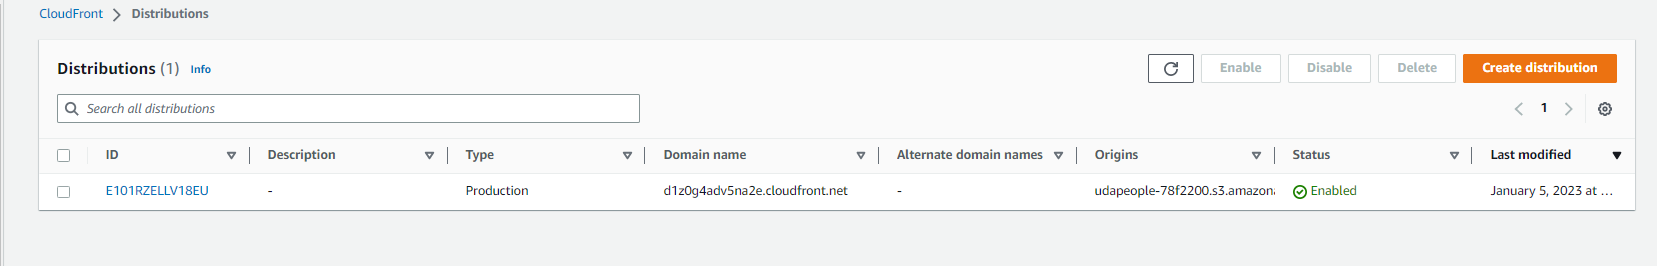 CloudFront > Distributions
Distributions (1) Info
Enable Disable Delete Create distribution
Search all distributions
1
ID Description Type Domain name Alternate domain names Origins Status Last modified
E101RZELLV18EU - Production d1z0g4adv5na2e.cloudfront.net - udapeople-78f2200.s3.amazona Enabled January 5, 2023 at ...